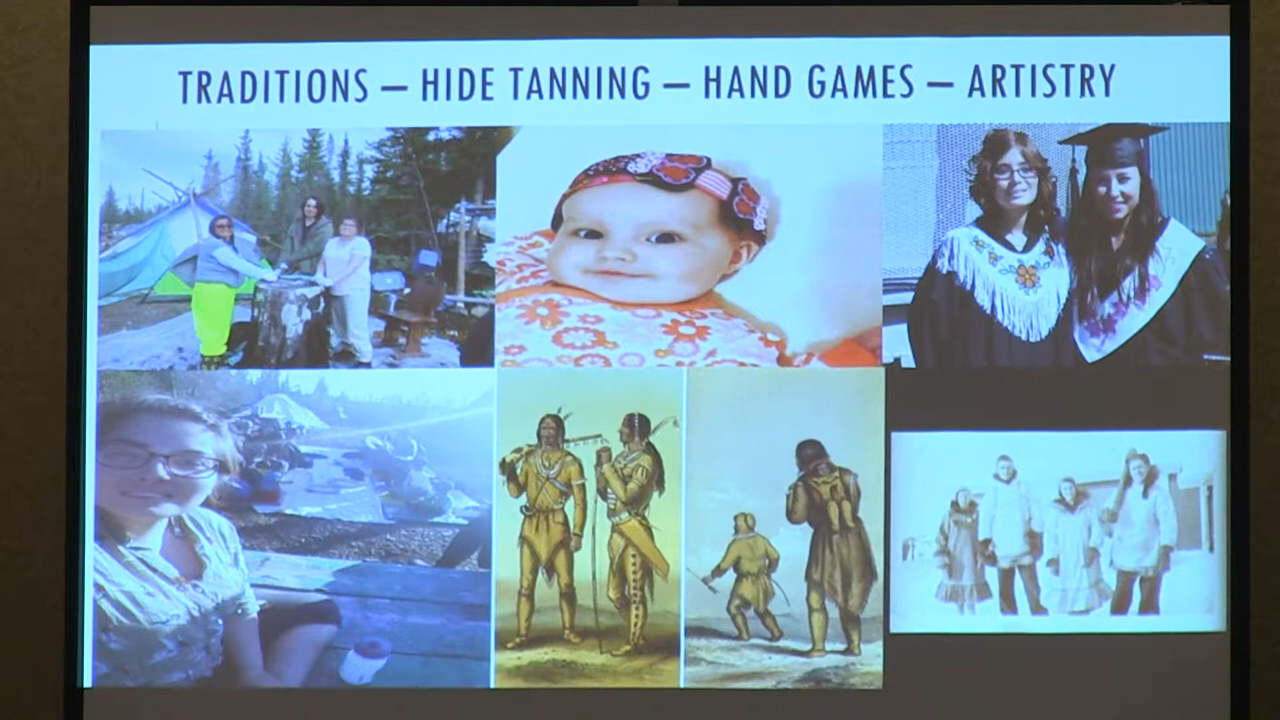 TRADITIONS – HIDE TANNING – HAND GAMES – ARTISTRY